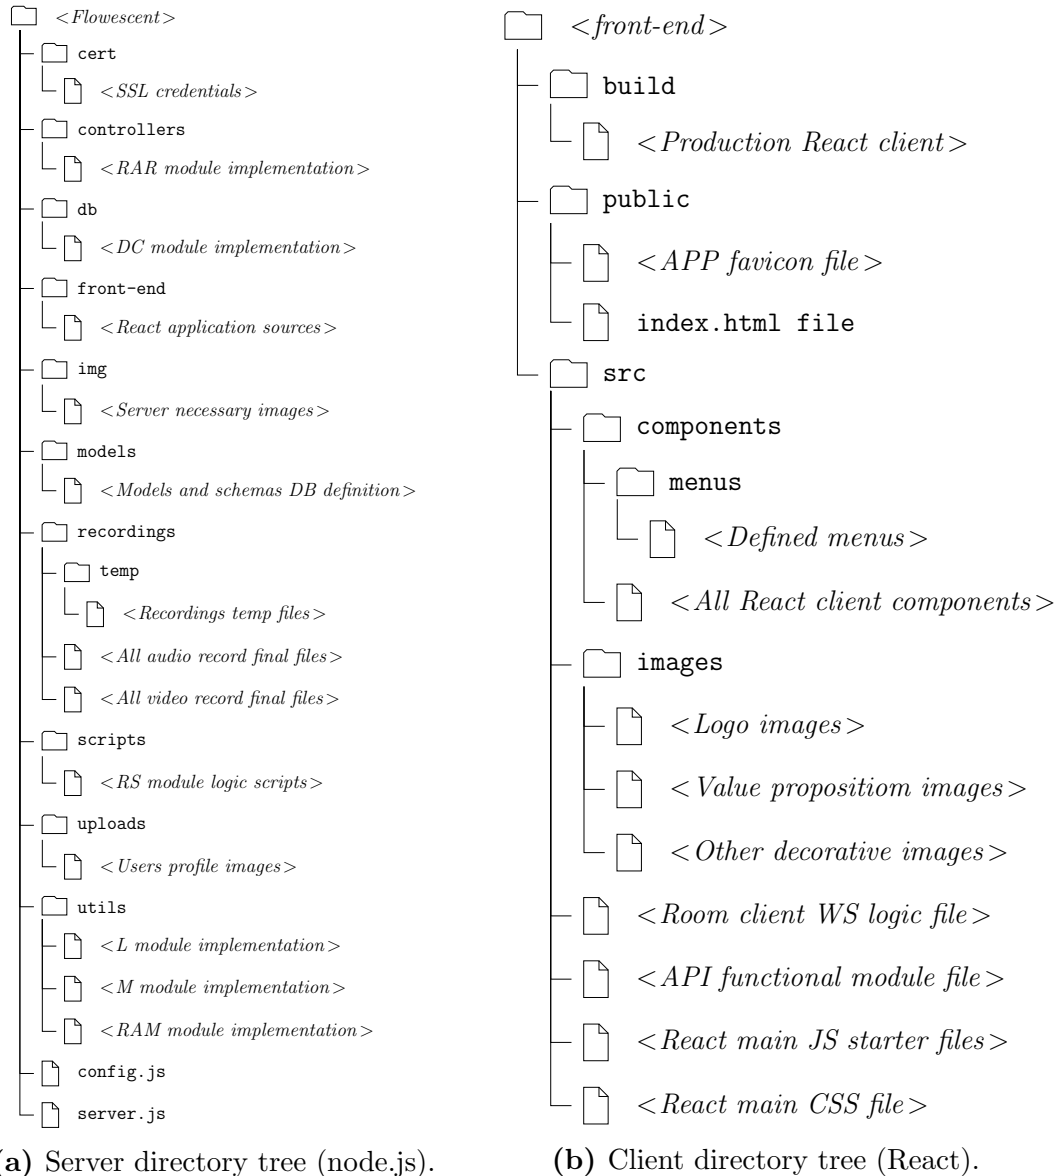 <Flowescent>
cert
<SSL credentials>
controllers
<RAR module implementation>
db
<DC module implementation>
front-end
<React application sources>
img
<Server necessary images>
models
<Models and schemas DB definition>
recordings
temp
<Recordings temp files>
<All audio record final files>
<All video record final files>
scripts
<RS module logic scripts>
uploads
<Users profile images>
utils
<L module implementation>
<M module implementation>
<RAM module implementation>
config.js
server.js
(a) Server directory tree (node.js).
<front-end>
build
<Production React client>
public
<APP favicon file>
index.html file
src
components
menus
<Defined menus>
<All React client components>
images
<Logo images>
<Value propositiom images>
<Other decorative images>
<Room client WS logic file>
<API functional module file>
<React main JS starter files>
<React main CSS file>
(b) Client directory tree (React).